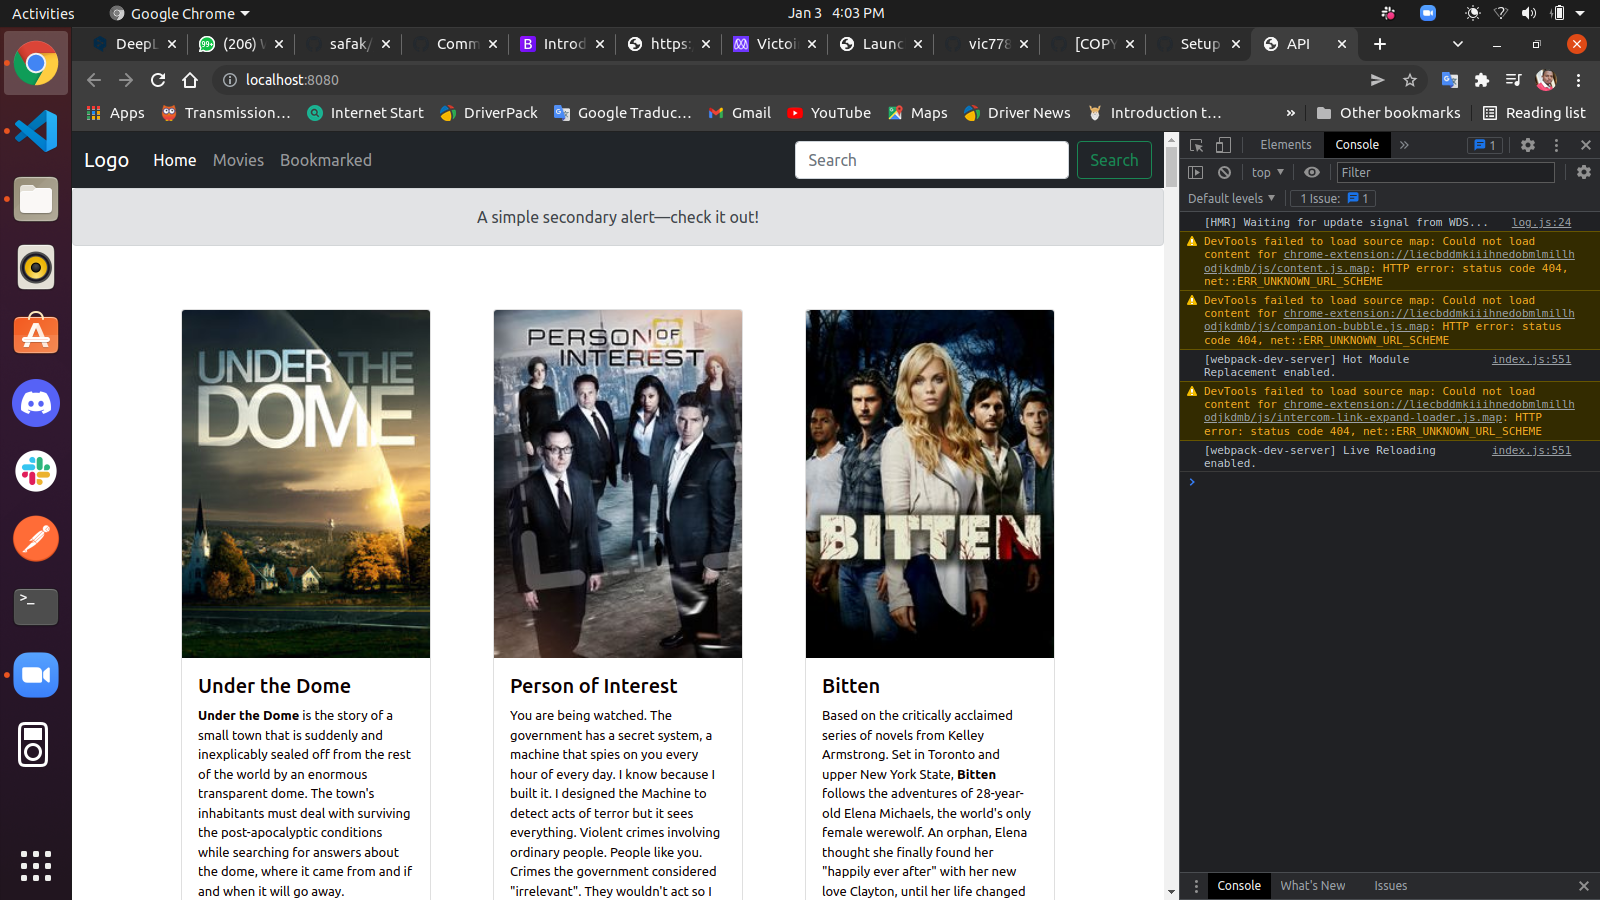 Activities
Google Chrome
Jan 3 4:03 PM
DeepL
(206) W
safak/
Comm
Introd
https:
Victoi
Launc
vic778
[COPY
Setup
API
localhost:8080
Apps
Transmission...
Internet Start
DriverPack
Google Traduc...
Gmail
YouTube
Maps
Driver News
Introduction t...
»
Other bookmarks
Reading list
Logo
Home
Movies
Bookmarked
Search
Search
A simple secondary alert—check it out!
UNDER THE
DOME
Under the Dome
Under the Dome is the story of a
small town that is suddenly and
inexplicably sealed off from the rest
of the world by an enormous
transparent dome. The town's
inhabitants must deal with surviving
the post-apocalyptic conditions
while searching for answers about
the dome, where it came from and if
and when it will go away.
PERSON OF
INTEREST
Person of Interest
You are being watched. The
government has a secret system, a
machine that spies on you every
hour of every day. I know because I
built it. I designed the Machine to
detect acts of terror but it sees
everything. Violent crimes involving
ordinary people. People like you.
Crimes the government considered
"irrelevant". They wouldn't act so I
BITTEN
Bitten
Based on the critically acclaimed
series of novels from Kelley
Armstrong. Set in Toronto and
upper New York State, Bitten
follows the adventures of 28-year-
old Elena Michaels, the world's only
female werewolf. An orphan, Elena
thought she finally found her
"happily ever after" with her new
love Clayton, until her life changed
Elements
Console
»
1
top
Filter
Default levels
1 Issue: 1
[HMR] Waiting for update signal from WDS... log.js:24
DevTools failed to load source map: Could not load
content for chrome-extension://liecbddmkiiihnedobmlmillh
odjkdmb/js/content.js.map: HTTP error: status code 404,
net::ERR_UNKNOWN_URL_SCHEME
DevTools failed to load source map: Could not load
content for chrome-extension://liecbddmkiiihnedobmlmillh
odjkdmb/js/companion-bubble.js.map: HTTP error: status
code 404, net::ERR_UNKNOWN_URL_SCHEME
[webpack-dev-server] Hot Module index.js:551
Replacement enabled.
DevTools failed to load source map: Could not load
content for chrome-extension://liecbddmkiiihnedobmlmillh
odjkdmb/js/intercom-link-expand-loader.js.map: HTTP
error: status code 404, net::ERR_UNKNOWN_URL_SCHEME
[webpack-dev-server] Live Reloading index.js:551
enabled.
Console
What's New
Issues